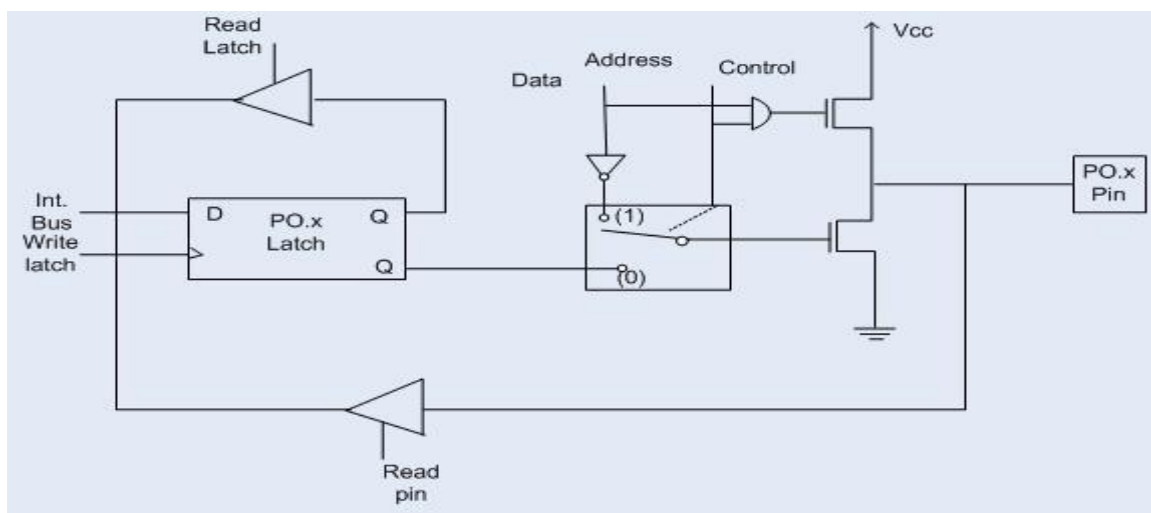 Read
Latch
Vcc
Address
Data
Control
PO.x
Pin
Int.
Bus
Write
latch
D
PO.x
Latch
Q
Q
(1)
(0)
Read
pin